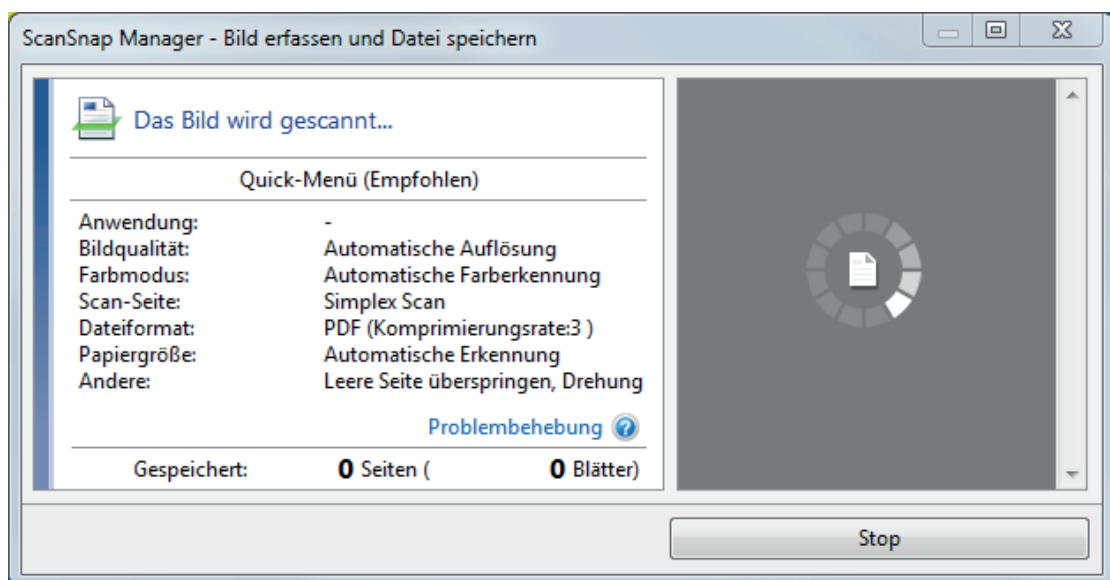 ScanSnap Manager - Bild erfassen und Datei speichern
Das Bild wird gescannt...
Quick-Menü (Empfohlen)
Anwendung: -
Bildqualität: Automatische Auflösung
Farbmodus: Automatische Farberkennung
Scan-Seite: Simplex Scan
Dateiformat: PDF (Komprimierungsrate:3 )
Papiergröße: Automatische Erkennung
Andere: Leere Seite überspringen, Drehung
Problembehebung
Gespeichert: 0 Seiten ( 0 Blätter)
Stop